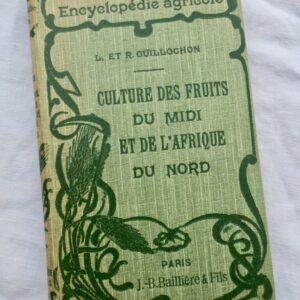 Encyclopédie agricole
L. ET R. GUILLOCHON
CULTURE DES FRUITS
DU MIDI
ET DE L'AFRIQUE
DU NORD
PARIS
J.-B. Baillière & Fils